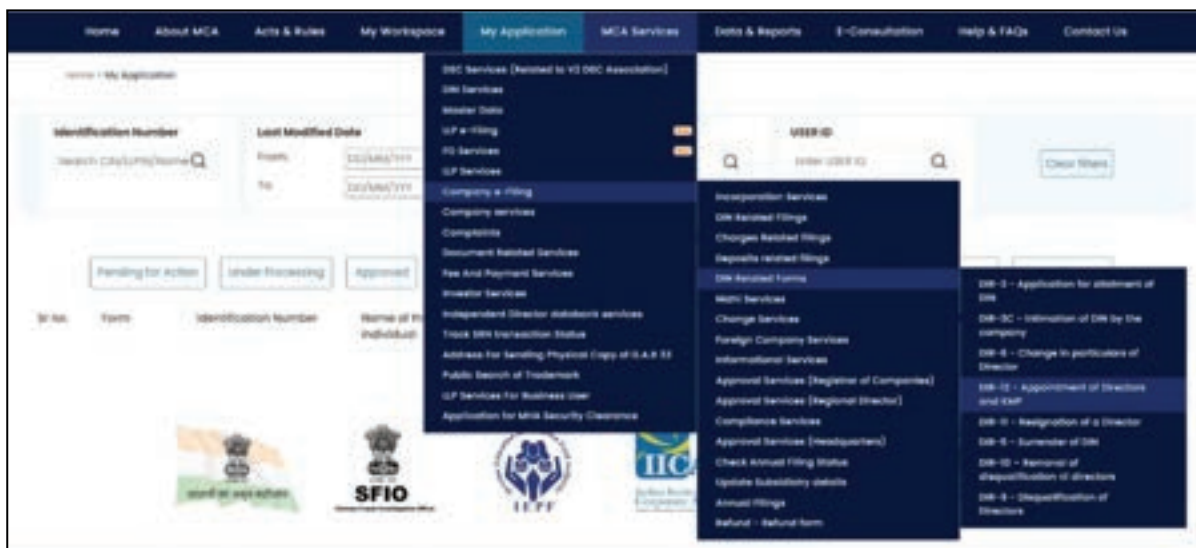 Home About MCA Acts & Rules My Workspace My Application MCA Services Data & Reports E-Consultation Help & FAQs Contact Us
Home > My Application
DSC Services (Related to V2 DSC Association)
DIN Services
Master Data
LLP e-Filing
FO Services
LLP Services
Company e-Filing
Company services
Complaints
Document Related Services
Fee And Payment Services
Investor Services
Independent Director databank services
Track SRN transaction Status
Address For Sending Physical Copy of G.A.R 33
Public Search of Trademark
LLP Services For Business User
Application for MHA Security Clearance
Identification Number
Last Modified Date
From:
DD/MM/YYY
To
DD/MM/YYY
USER ID
Enter USER ID
Clear filters
Incorporation Services
DIN Related Filings
Charges Related Filings
Deposits related filings
DIN Related Forms
Nidhi Services
Change Services
Foreign Company Services
Informational Services
Approval Services (Registrar of Companies)
Approval Services (Regional Director)
Compliance Services
Approval Services (Headquarters)
Check Annual Filing Status
Update Subsidiary details
Annual Filings
Refund - Refund form
DIR-3 - Application for allotment of
DIN
DIR-3C - Intimation of DIN by the
company
DIR-6 - Change in particulars of
Director
DIR-12 - Appointment of Directors
and KMP
DIR-11 - Resignation of a Director
DIR-5 - Surrender of DIN
DIR-10 - Removal of
disqualification of directors
DIR-9 - Disqualification of
Directors
Pending for Action Under Processing Approved
Sr No. Form Identification Number Name of th
individual
SFIO
IEPF
IICA